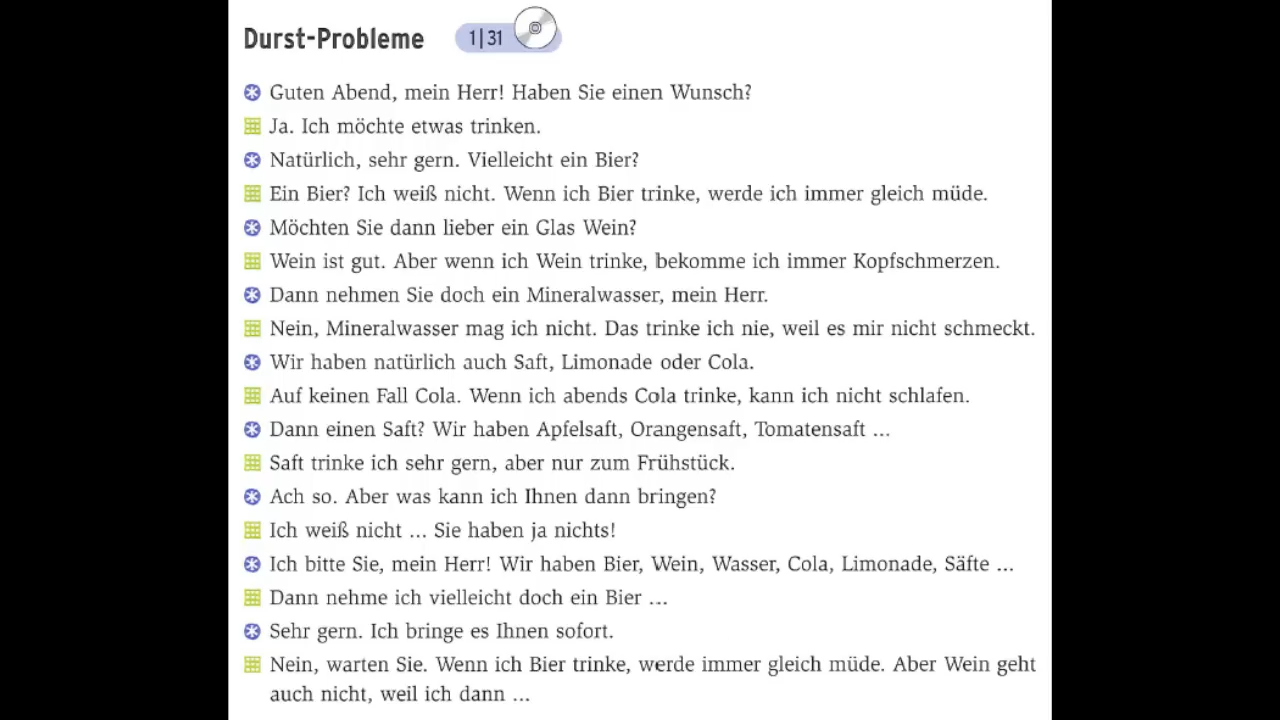 Durst-Probleme 1|31
Guten Abend, mein Herr! Haben Sie einen Wunsch?
Ja. Ich möchte etwas trinken.
Natürlich, sehr gern. Vielleicht ein Bier?
Ein Bier? Ich weiß nicht. Wenn ich Bier trinke, werde ich immer gleich müde.
Möchten Sie dann lieber ein Glas Wein?
Wein ist gut. Aber wenn ich Wein trinke, bekomme ich immer Kopfschmerzen.
Dann nehmen Sie doch ein Mineralwasser, mein Herr.
Nein, Mineralwasser mag ich nicht. Das trinke ich nie, weil es mir nicht schmeckt.
Wir haben natürlich auch Saft, Limonade oder Cola.
Auf keinen Fall Cola. Wenn ich abends Cola trinke, kann ich nicht schlafen.
Dann einen Saft? Wir haben Apfelsaft, Orangensaft, Tomatensaft ...
Saft trinke ich sehr gern, aber nur zum Frühstück.
Ach so. Aber was kann ich Ihnen dann bringen?
Ich weiß nicht ... Sie haben ja nichts!
Ich bitte Sie, mein Herr! Wir haben Bier, Wein, Wasser, Cola, Limonade, Säfte ...
Dann nehme ich vielleicht doch ein Bier ...
Sehr gern. Ich bringe es Ihnen sofort.
Nein, warten Sie. Wenn ich Bier trinke, werde immer gleich müde. Aber Wein geht
auch nicht, weil ich dann ...